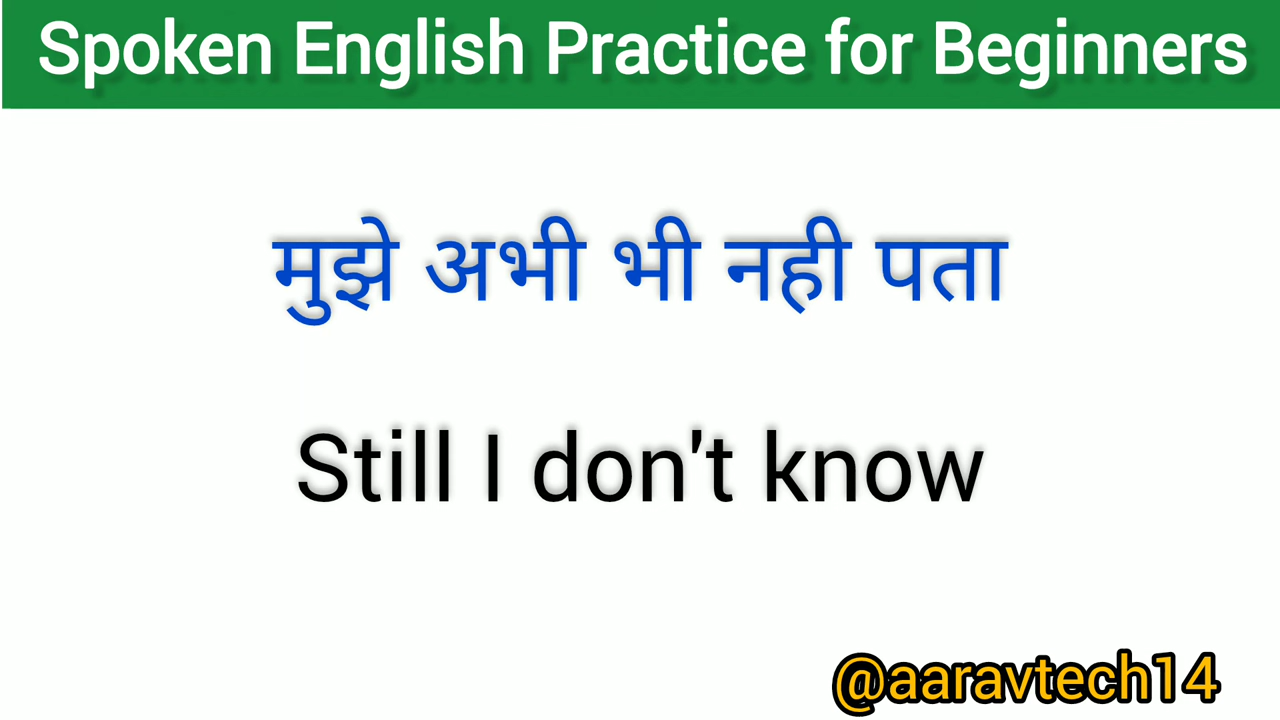 Spoken English Practice for Beginners
मुझे अभी भी नही पता
Still I don't know
@aaravtech14